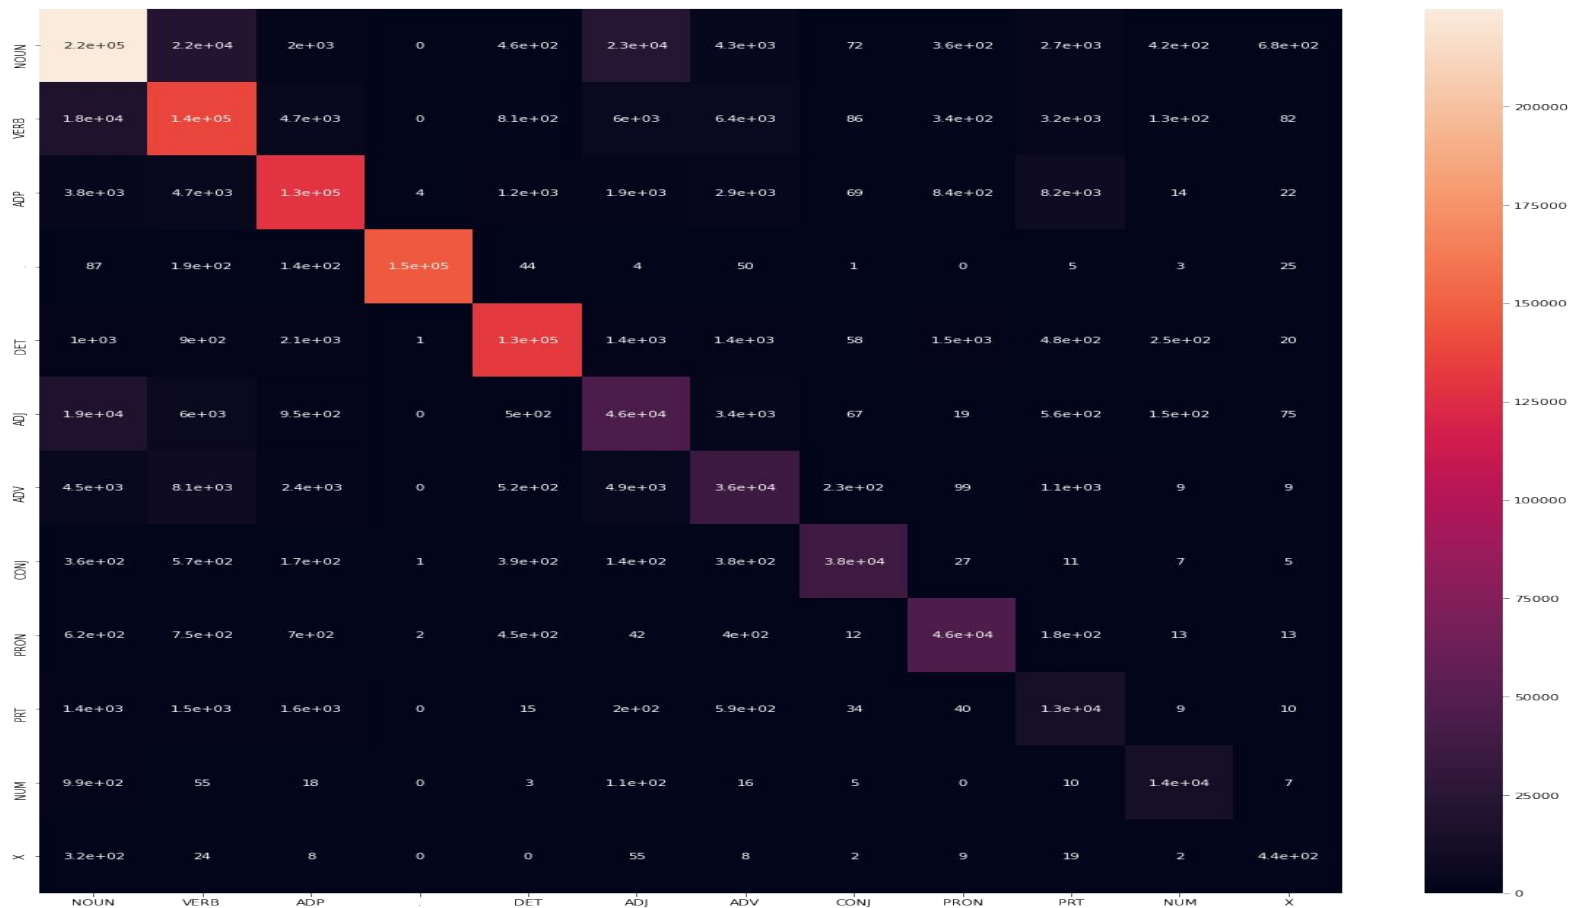 NOUN 2.2e+05 2.2e+04 2e+03 0 4.6e+02 2.3e+04 4.3e+03 72 3.6e+02 2.7e+03 4.2e+02 6.8e+02
VERB 1.8e+04 1.4e+05 4.7e+03 0 8.1e+02 6e+03 6.4e+03 86 3.4e+02 3.2e+03 1.3e+02 82
ADP 3.8e+03 4.7e+03 1.3e+05 4 1.2e+03 1.9e+03 2.9e+03 69 8.4e+02 8.2e+03 14 22
. 87 1.9e+02 1.4e+02 1.5e+05 44 4 50 1 0 5 3 25
DET 1e+03 9e+02 2.1e+03 1 1.3e+05 1.4e+03 1.4e+03 58 1.5e+03 4.8e+02 2.5e+02 20
ADJ 1.9e+04 6e+03 9.5e+02 0 5e+02 4.6e+04 3.4e+03 67 19 5.6e+02 1.5e+02 75
ADV 4.5e+03 8.1e+03 2.4e+03 0 5.2e+02 4.9e+03 3.6e+04 2.3e+02 99 1.1e+03 9 9
CONJ 3.6e+02 5.7e+02 1.7e+02 1 3.9e+02 1.4e+02 3.8e+02 3.8e+04 27 11 7 5
PRON 6.2e+02 7.5e+02 7e+02 2 4.5e+02 42 4e+02 12 4.6e+04 1.8e+02 13 13
PRT 1.4e+03 1.5e+03 1.6e+03 0 15 2e+02 5.9e+02 34 40 1.3e+04 9 10
NUM 9.9e+02 55 18 0 3 1.1e+02 16 5 0 10 1.4e+04 7
X 3.2e+02 24 8 0 0 55 8 2 9 19 2 4.4e+02
NOUN VERB ADP . DET ADJ ADV CONJ PRON PRT NUM X
200000
175000
150000
125000
100000
75000
50000
25000
0